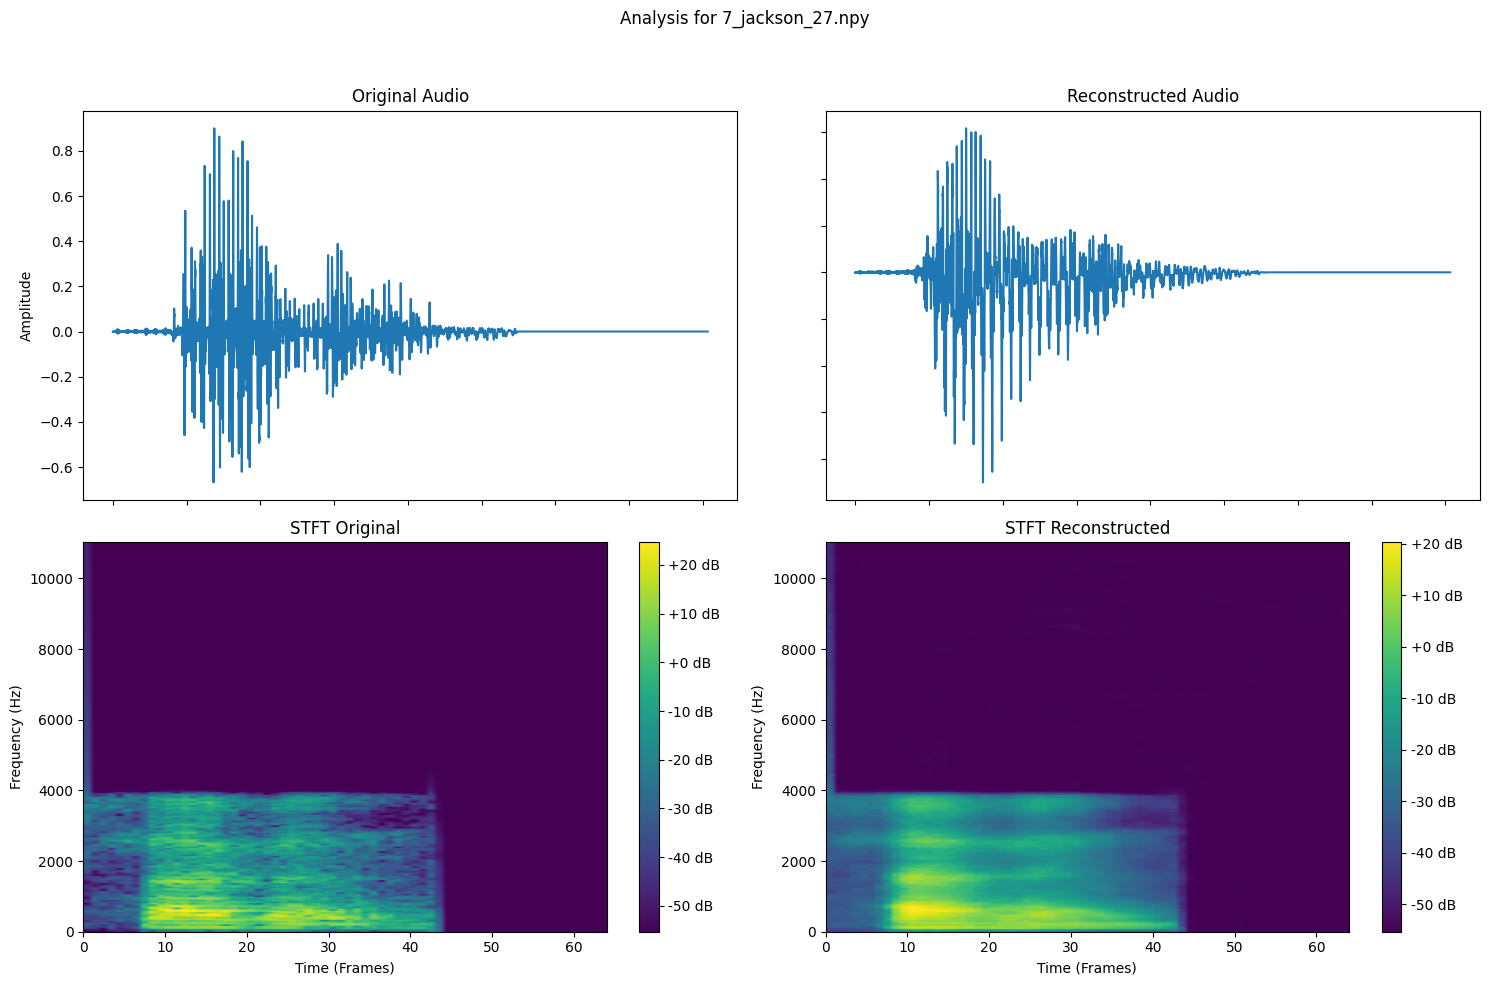 Analysis for 7_jackson_27.npy
Original Audio
Amplitude
0.8
0.6
0.4
0.2
0.0
−0.2
−0.4
−0.6
Reconstructed Audio
STFT Original
Frequency (Hz)
10000
8000
6000
4000
2000
0
0 10 20 30 40 50 60
Time (Frames)
+20 dB
+10 dB
+0 dB
-10 dB
-20 dB
-30 dB
-40 dB
-50 dB
STFT Reconstructed
Frequency (Hz)
10000
8000
6000
4000
2000
0
0 10 20 30 40 50 60
Time (Frames)
+20 dB
+10 dB
+0 dB
-10 dB
-20 dB
-30 dB
-40 dB
-50 dB